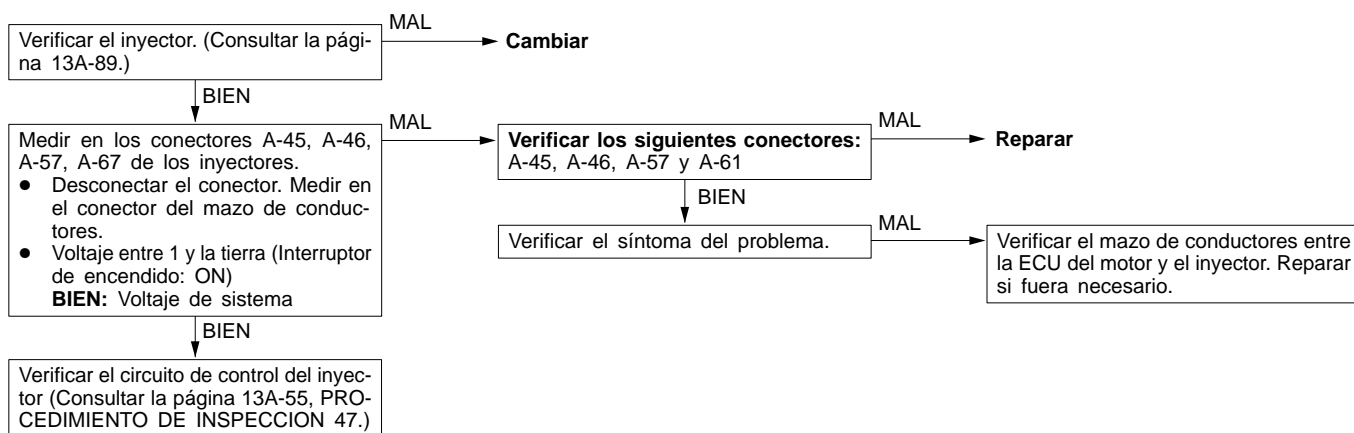 Verificar el inyector. (Consultar la pági-
na 13A-89.)
MAL
Cambiar
BIEN
Medir en los conectores A-45, A-46,
A-57, A-67 de los inyectores.
● Desconectar el conector. Medir en
el conector del mazo de conduc-
tores.
● Voltaje entre 1 y la tierra (Interruptor
de encendido: ON)
BIEN: Voltaje de sistema
MAL
Verificar los siguientes conectores:
A-45, A-46, A-57 y A-61
MAL
Reparar
BIEN
Verificar el síntoma del problema.
MAL
Verificar el mazo de conductores entre
la ECU del motor y el inyector. Reparar
si fuera necesario.
BIEN
Verificar el circuito de control del inyec-
tor (Consultar la página 13A-55, PRO-
CEDIMIENTO DE INSPECCION 47.)